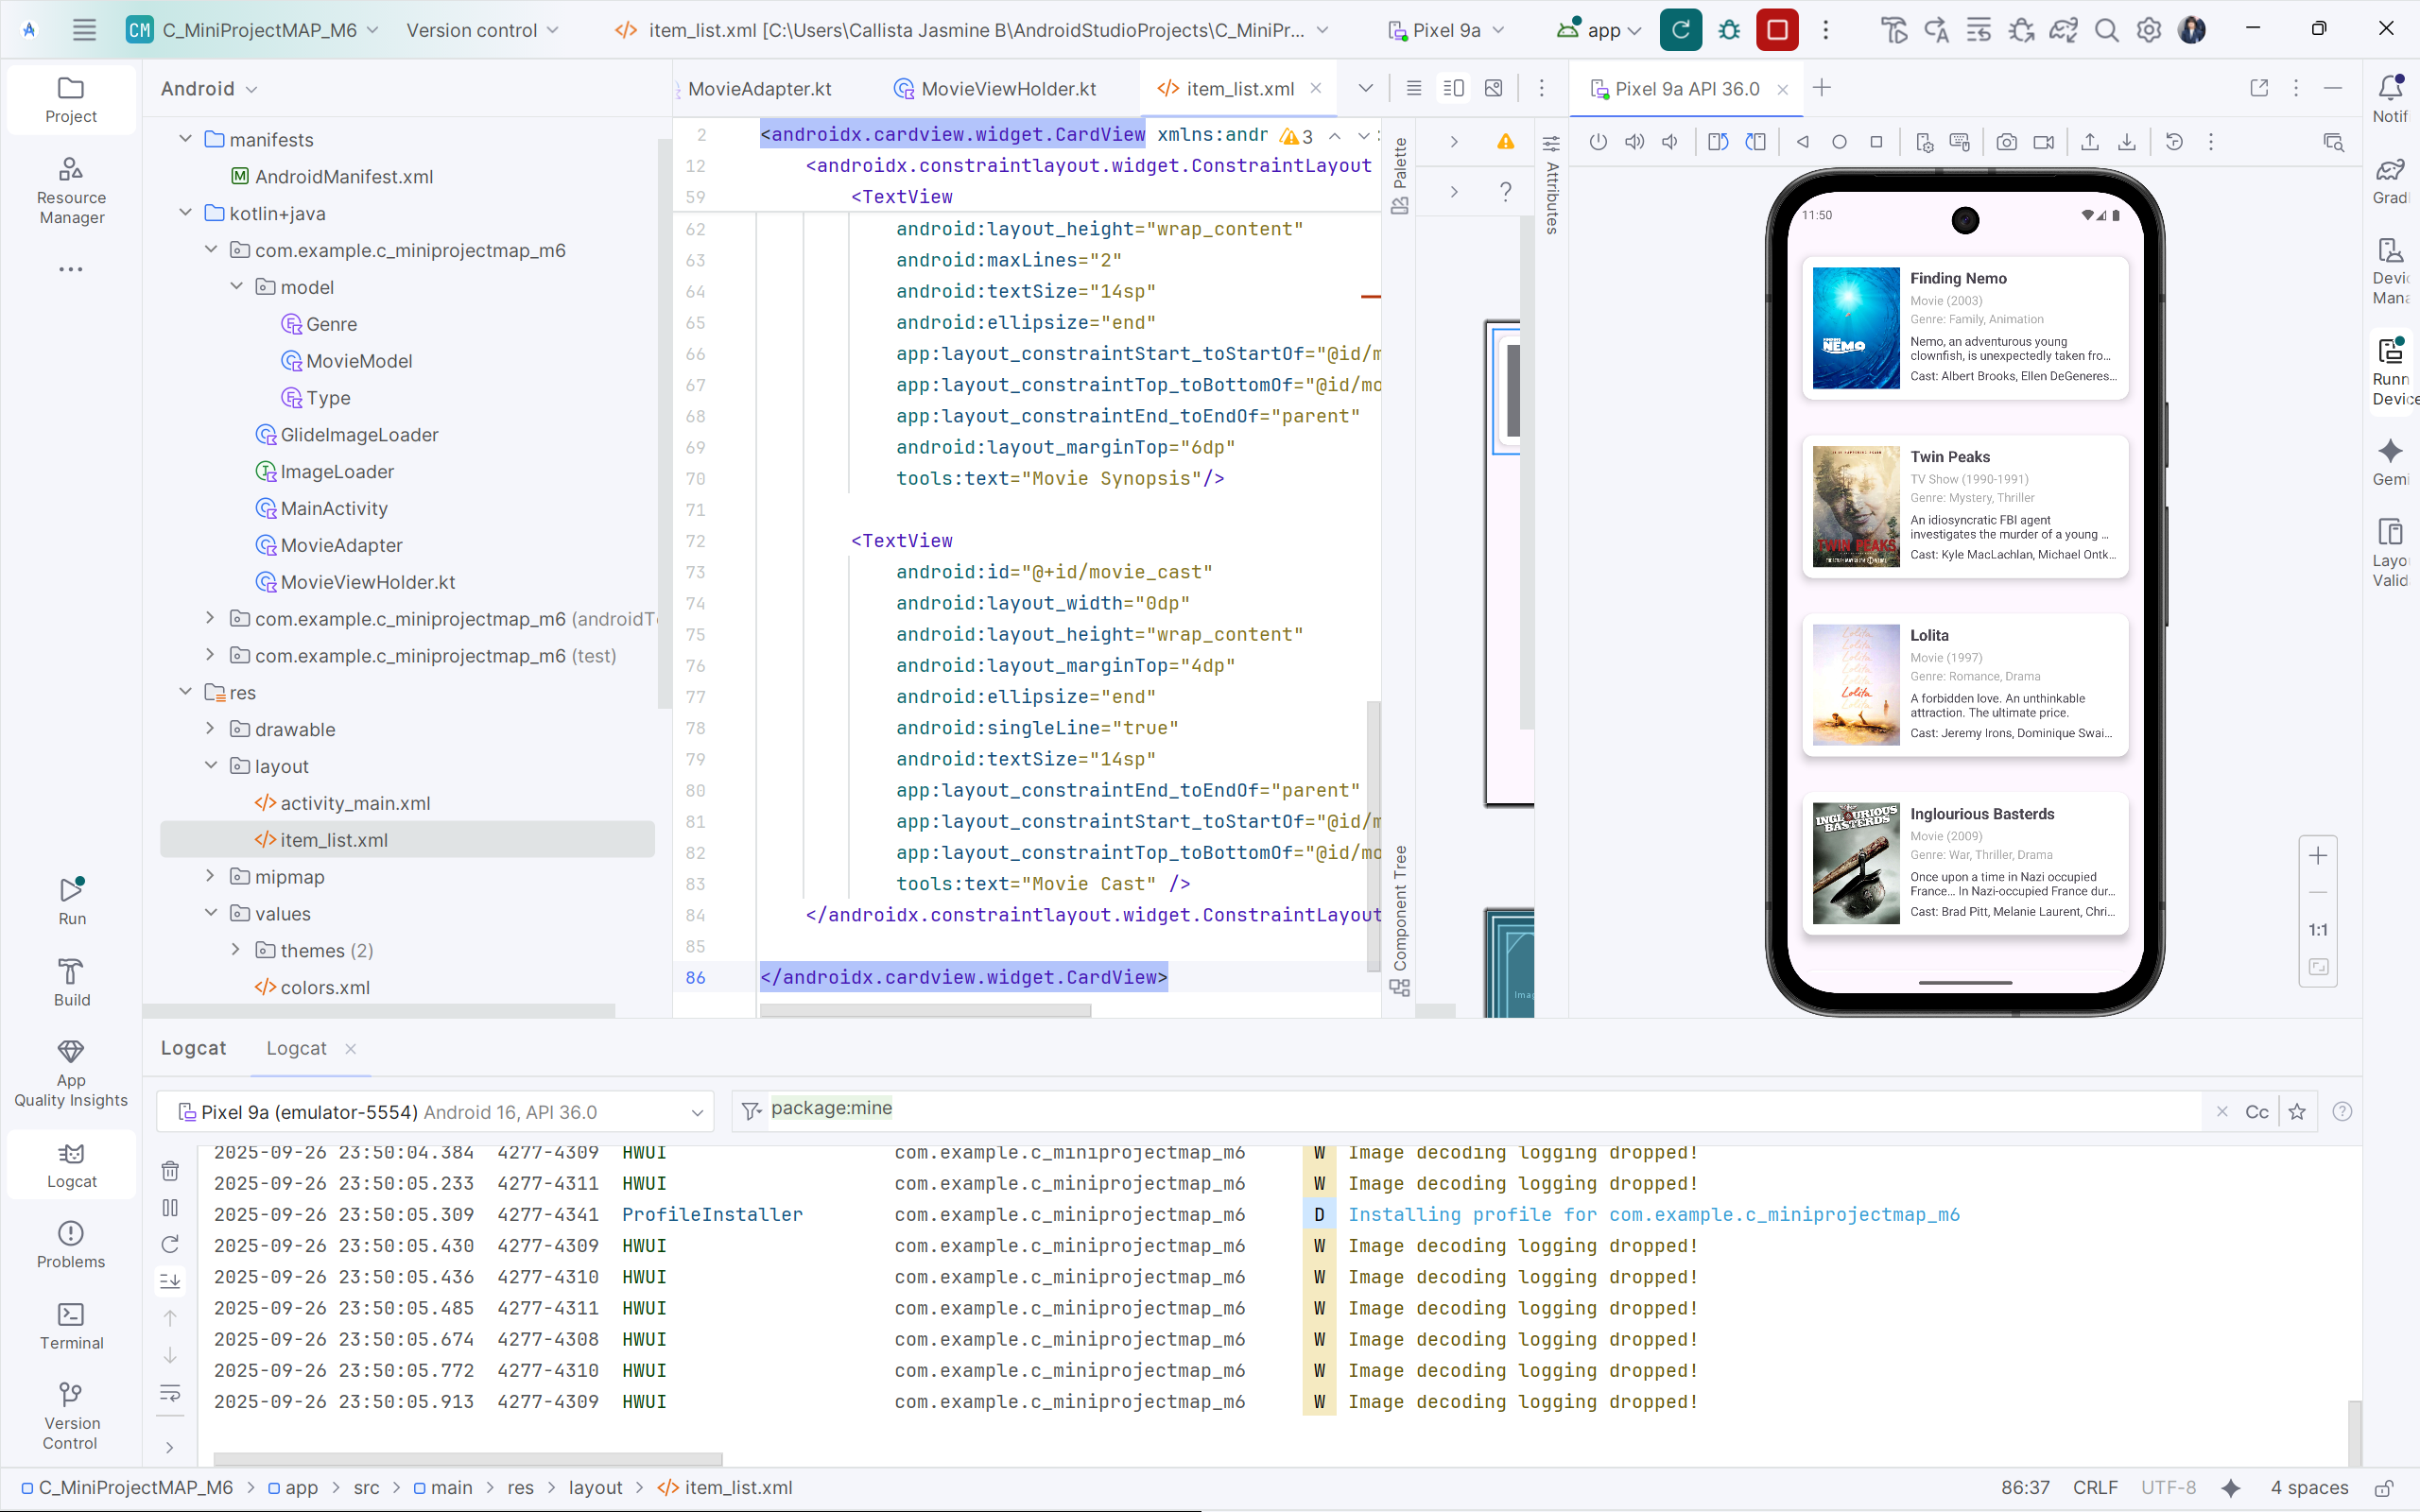 CM C_MiniProjectMAP_M6 Version control item_list.xml [C:\Users\Callista Jasmine B\AndroidStudioProjects\C_MiniPr... Pixel 9a app
Project
Resource
Manager
Run
Build
App
Quality Insights
Logcat
Problems
Terminal
Version
Control
Android
manifests
AndroidManifest.xml
kotlin+java
com.example.c_miniprojectmap_m6
model
Genre
MovieModel
Type
GlideImageLoader
ImageLoader
MainActivity
MovieAdapter
MovieViewHolder.kt
com.example.c_miniprojectmap_m6 (androidT
com.example.c_miniprojectmap_m6 (test)
res
drawable
layout
activity_main.xml
item_list.xml
mipmap
values
themes (2)
colors.xml
MovieAdapter.kt MovieViewHolder.kt item_list.xml
2 <androidx.cardview.widget.CardView xmlns:andr 3
12 <androidx.constraintlayout.widget.ConstraintLayout
59 <TextView
62 android:layout_height="wrap_content"
63 android:maxLines="2"
64 android:textSize="14sp"
65 android:ellipsize="end"
66 app:layout_constraintStart_toStartOf="@id/m
67 app:layout_constraintTop_toBottomOf="@id/mo
68 app:layout_constraintEnd_toEndOf="parent"
69 android:layout_marginTop="6dp"
70 tools:text="Movie Synopsis"/>
71
72 <TextView
73 android:id="@+id/movie_cast"
74 android:layout_width="0dp"
75 android:layout_height="wrap_content"
76 android:layout_marginTop="4dp"
77 android:ellipsize="end"
78 android:singleLine="true"
79 android:textSize="14sp"
80 app:layout_constraintEnd_toEndOf="parent"
81 app:layout_constraintStart_toStartOf="@id/m
82 app:layout_constraintTop_toBottomOf="@id/mo
83 tools:text="Movie Cast" />
84 </androidx.constraintlayout.widget.ConstraintLayout
85
86 </androidx.cardview.widget.CardView>
Palette
Component Tree
Attributes
Imag
Pixel 9a API 36.0
11:50
Finding Nemo
Movie (2003)
Genre: Family, Animation
Nemo, an adventurous young
clownfish, is unexpectedly taken fro...
Cast: Albert Brooks, Ellen DeGeneres...
NEMO
Twin Peaks
TV Show (1990-1991)
Genre: Mystery, Thriller
An idiosyncratic FBI agent
investigates the murder of a young ...
Cast: Kyle MacLachlan, Michael Ontk...
TWIN PEAKS
Lolita
Movie (1997)
Genre: Romance, Drama
A forbidden love. An unthinkable
attraction. The ultimate price.
Cast: Jeremy Irons, Dominique Swai...
Lolita
Lolita
Lolita
Lolita
Lolita
Lolita
Inglourious Basterds
Movie (2009)
Genre: War, Thriller, Drama
Once upon a time in Nazi occupied
France... In Nazi-occupied France dur...
Cast: Brad Pitt, Melanie Laurent, Chri...
INGLOURIOUS
BASTERDS
1:1
Notif
Gradl
Devic
Mana
Runn
Device
Gemi
Layo
Valid
Logcat Logcat
Pixel 9a (emulator-5554) Android 16, API 36.0 package:mine Cc
2025-09-26 23:50:04.384 4277-4309 HWUI com.example.c_miniprojectmap_m6 W Image decoding logging dropped!
2025-09-26 23:50:05.233 4277-4311 HWUI com.example.c_miniprojectmap_m6 W Image decoding logging dropped!
2025-09-26 23:50:05.309 4277-4341 ProfileInstaller com.example.c_miniprojectmap_m6 D Installing profile for com.example.c_miniprojectmap_m6
2025-09-26 23:50:05.430 4277-4309 HWUI com.example.c_miniprojectmap_m6 W Image decoding logging dropped!
2025-09-26 23:50:05.436 4277-4310 HWUI com.example.c_miniprojectmap_m6 W Image decoding logging dropped!
2025-09-26 23:50:05.485 4277-4311 HWUI com.example.c_miniprojectmap_m6 W Image decoding logging dropped!
2025-09-26 23:50:05.674 4277-4308 HWUI com.example.c_miniprojectmap_m6 W Image decoding logging dropped!
2025-09-26 23:50:05.772 4277-4310 HWUI com.example.c_miniprojectmap_m6 W Image decoding logging dropped!
2025-09-26 23:50:05.913 4277-4309 HWUI com.example.c_miniprojectmap_m6 W Image decoding logging dropped!
C_MiniProjectMAP_M6 > app > src > main > res > layout > item_list.xml 86:37 CRLF UTF-8 4 spaces